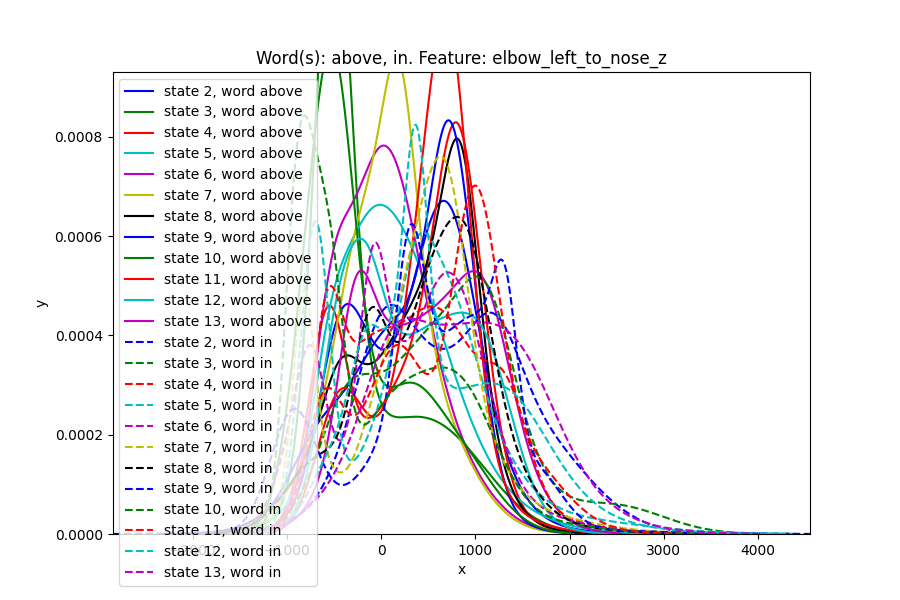 Word(s): above, in. Feature: elbow_left_to_nose_z
y
0.0008
0.0006
0.0004
0.0002
0.0000
state 2, word above
state 3, word above
state 4, word above
state 5, word above
state 6, word above
state 7, word above
state 8, word above
state 9, word above
state 10, word above
state 11, word above
state 12, word above
state 13, word above
state 2, word in
state 3, word in
state 4, word in
state 5, word in
state 6, word in
state 7, word in
state 8, word in
state 9, word in
state 10, word in
state 11, word in
state 12, word in
state 13, word in
0 1000 2000 3000 4000
x